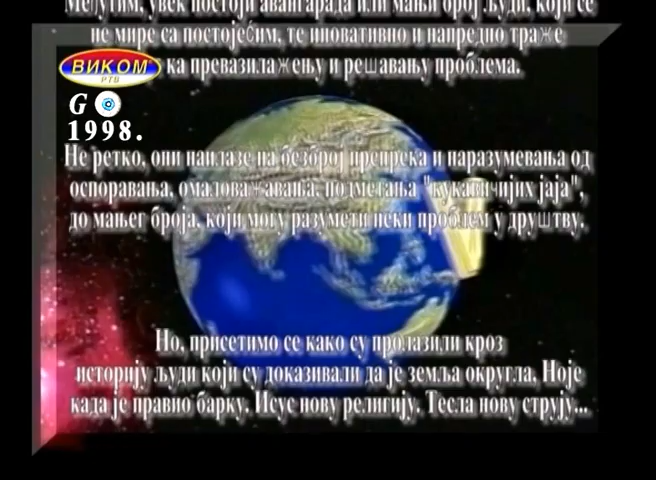 Међутим, увек постоји авангарада или мањи број људи, који се
не мире са постојећим, те иновативно и напредно траже
ка превазилажењу и решавању проблема.
ВИКОМ
РТВ
G
1998.
Не ретко, они наилазе на безброј препрека и наразумевања од
оспоравања, омаловажавања, подметања "кукавичијих јаја",
до мањег броја, који могу разумети неки проблем у друштву.
Но, присетимо се како су пролазили кроз
историју људи који су доказивали да је земља округла, Ноје
када је правио барку. Исус нову религију. Тесла нову струју...